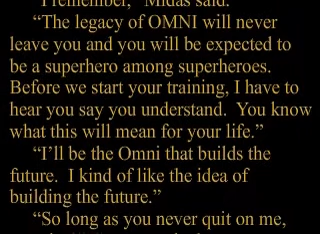 remember," Midas said.
"The legacy of OMNI will never
leave you and you will be expected to
be a superhero among superheroes.
Before we start your training, I have to
hear you say you understand.  You know
what this will mean for your life."
"I'll be the Omni that builds the
future.  I kind of like the idea of
building the future."
"So long as you never quit on me,